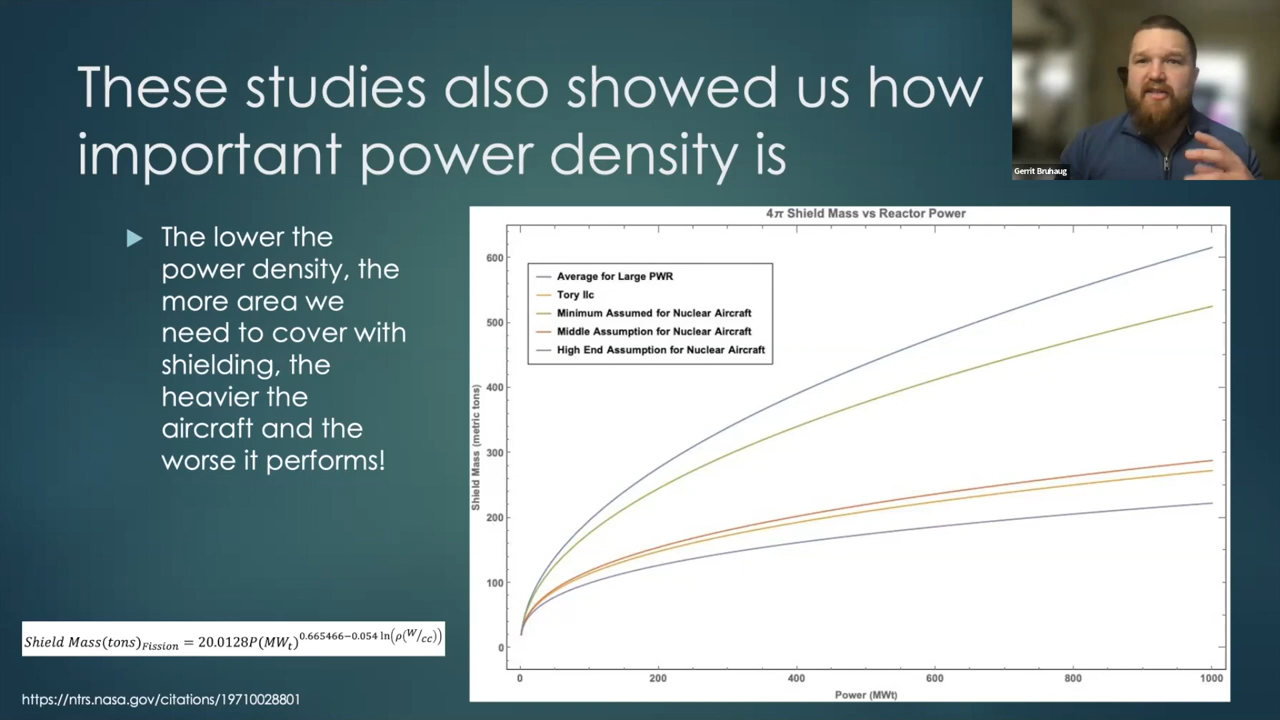 These studies also showed us how
important power density is
Gerrit Bruhaug
The lower the
power density, the
more area we
need to cover with
shielding, the
heavier the
aircraft and the
worse it performs!
4π Shield Mass vs Reactor Power
Average for Large PWR
Tory IIc
Minimum Assumed for Nuclear Aircraft
Middle Assumption for Nuclear Aircraft
High End Assumption for Nuclear Aircraft
Shield Mass (metric tons)
600
500
400
300
200
100
0
0 200 400 600 800 1000
Power (MWt)
Shield Mass(tons)_Fission = 20.0128P(MW_t)^0.665466−0.054 ln(ρ(W/cc))
https://ntrs.nasa.gov/citations/19710028801